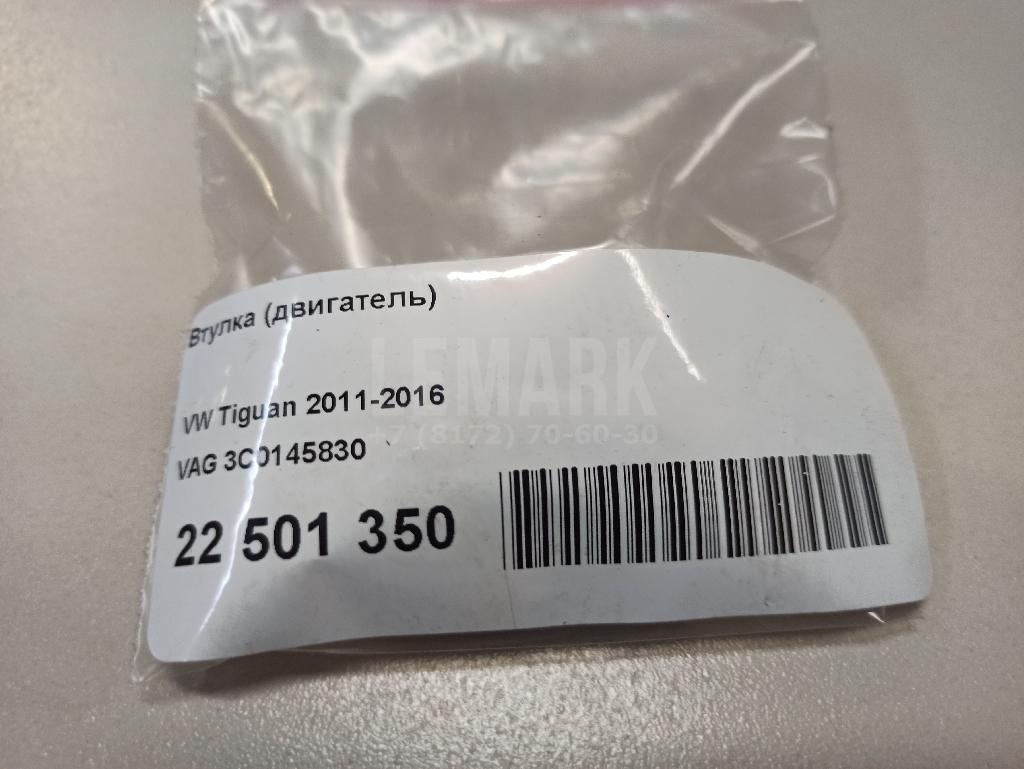 Втулка (двигатель)
LEMARK
VW Tiguan 2011-2016
+7 (8172) 70-60-30
VAG 3C0145830
22 501 350